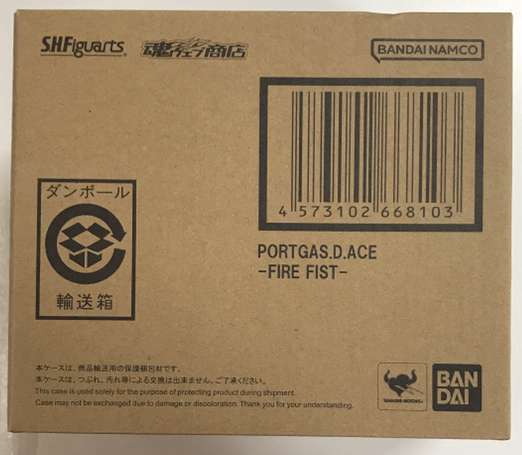 S.H.Figuarts
魂ウェブ商店
BANDAI NAMCO
4 573102 668103
PORTGAS.D.ACE
-FIRE FIST-
ダンボール
輸送箱
本ケースは、商品輸送用の保護梱包材です。
本ケースは、つぶれ、汚れ等による交換は出来ません。ご了承ください。
This case is used solely for the purpose of protecting product during shipment.
Case may not be exchanged due to damage or discoloration. Thank you for your understanding.
TAMASHII NATIONS
BAN
DAI